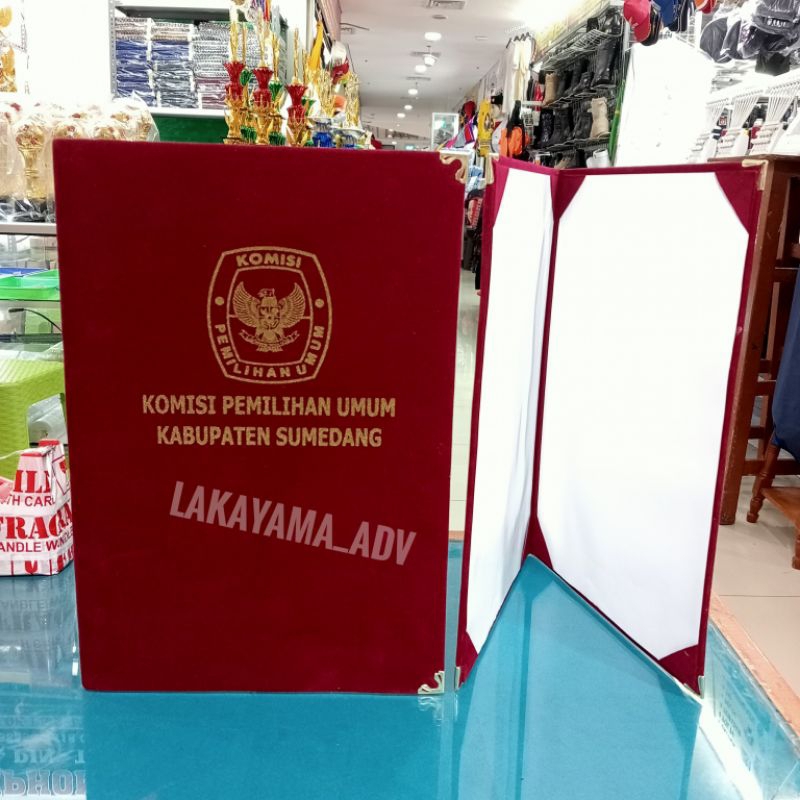 KOMISI
PEMILIHAN UMUM
KOMISI PEMILIHAN UMUM
KABUPATEN SUMEDANG
LAKAYAMA_ADV